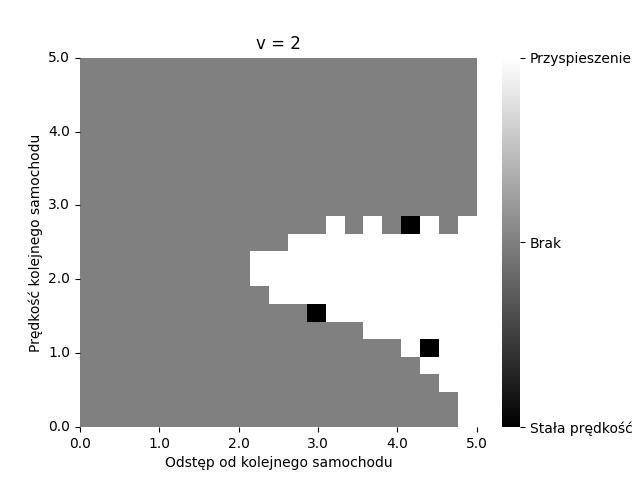 v = 2
Prędkość kolejnego samochodu
5.0
4.0
3.0
2.0
1.0
0.0
0.0 1.0 2.0 3.0 4.0 5.0
Odstęp od kolejnego samochodu
Przyspieszenie
Brak
Stała prędkość